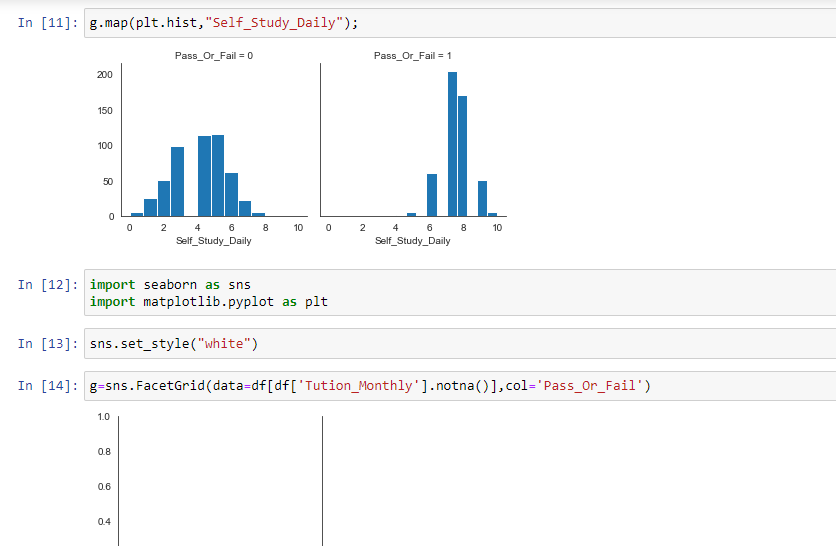 In [11]: g.map(plt.hist,"Self_Study_Daily");
Pass_Or_Fail = 0 Pass_Or_Fail = 1
200
150
100
50
0
0 2 4 6 8 10 0 2 4 6 8 10
Self_Study_Daily Self_Study_Daily
In [12]: import seaborn as sns
import matplotlib.pyplot as plt
In [13]: sns.set_style("white")
In [14]: g=sns.FacetGrid(data=df[df['Tution_Monthly'].notna()],col='Pass_Or_Fail')
1.0
0.8
0.6
0.4